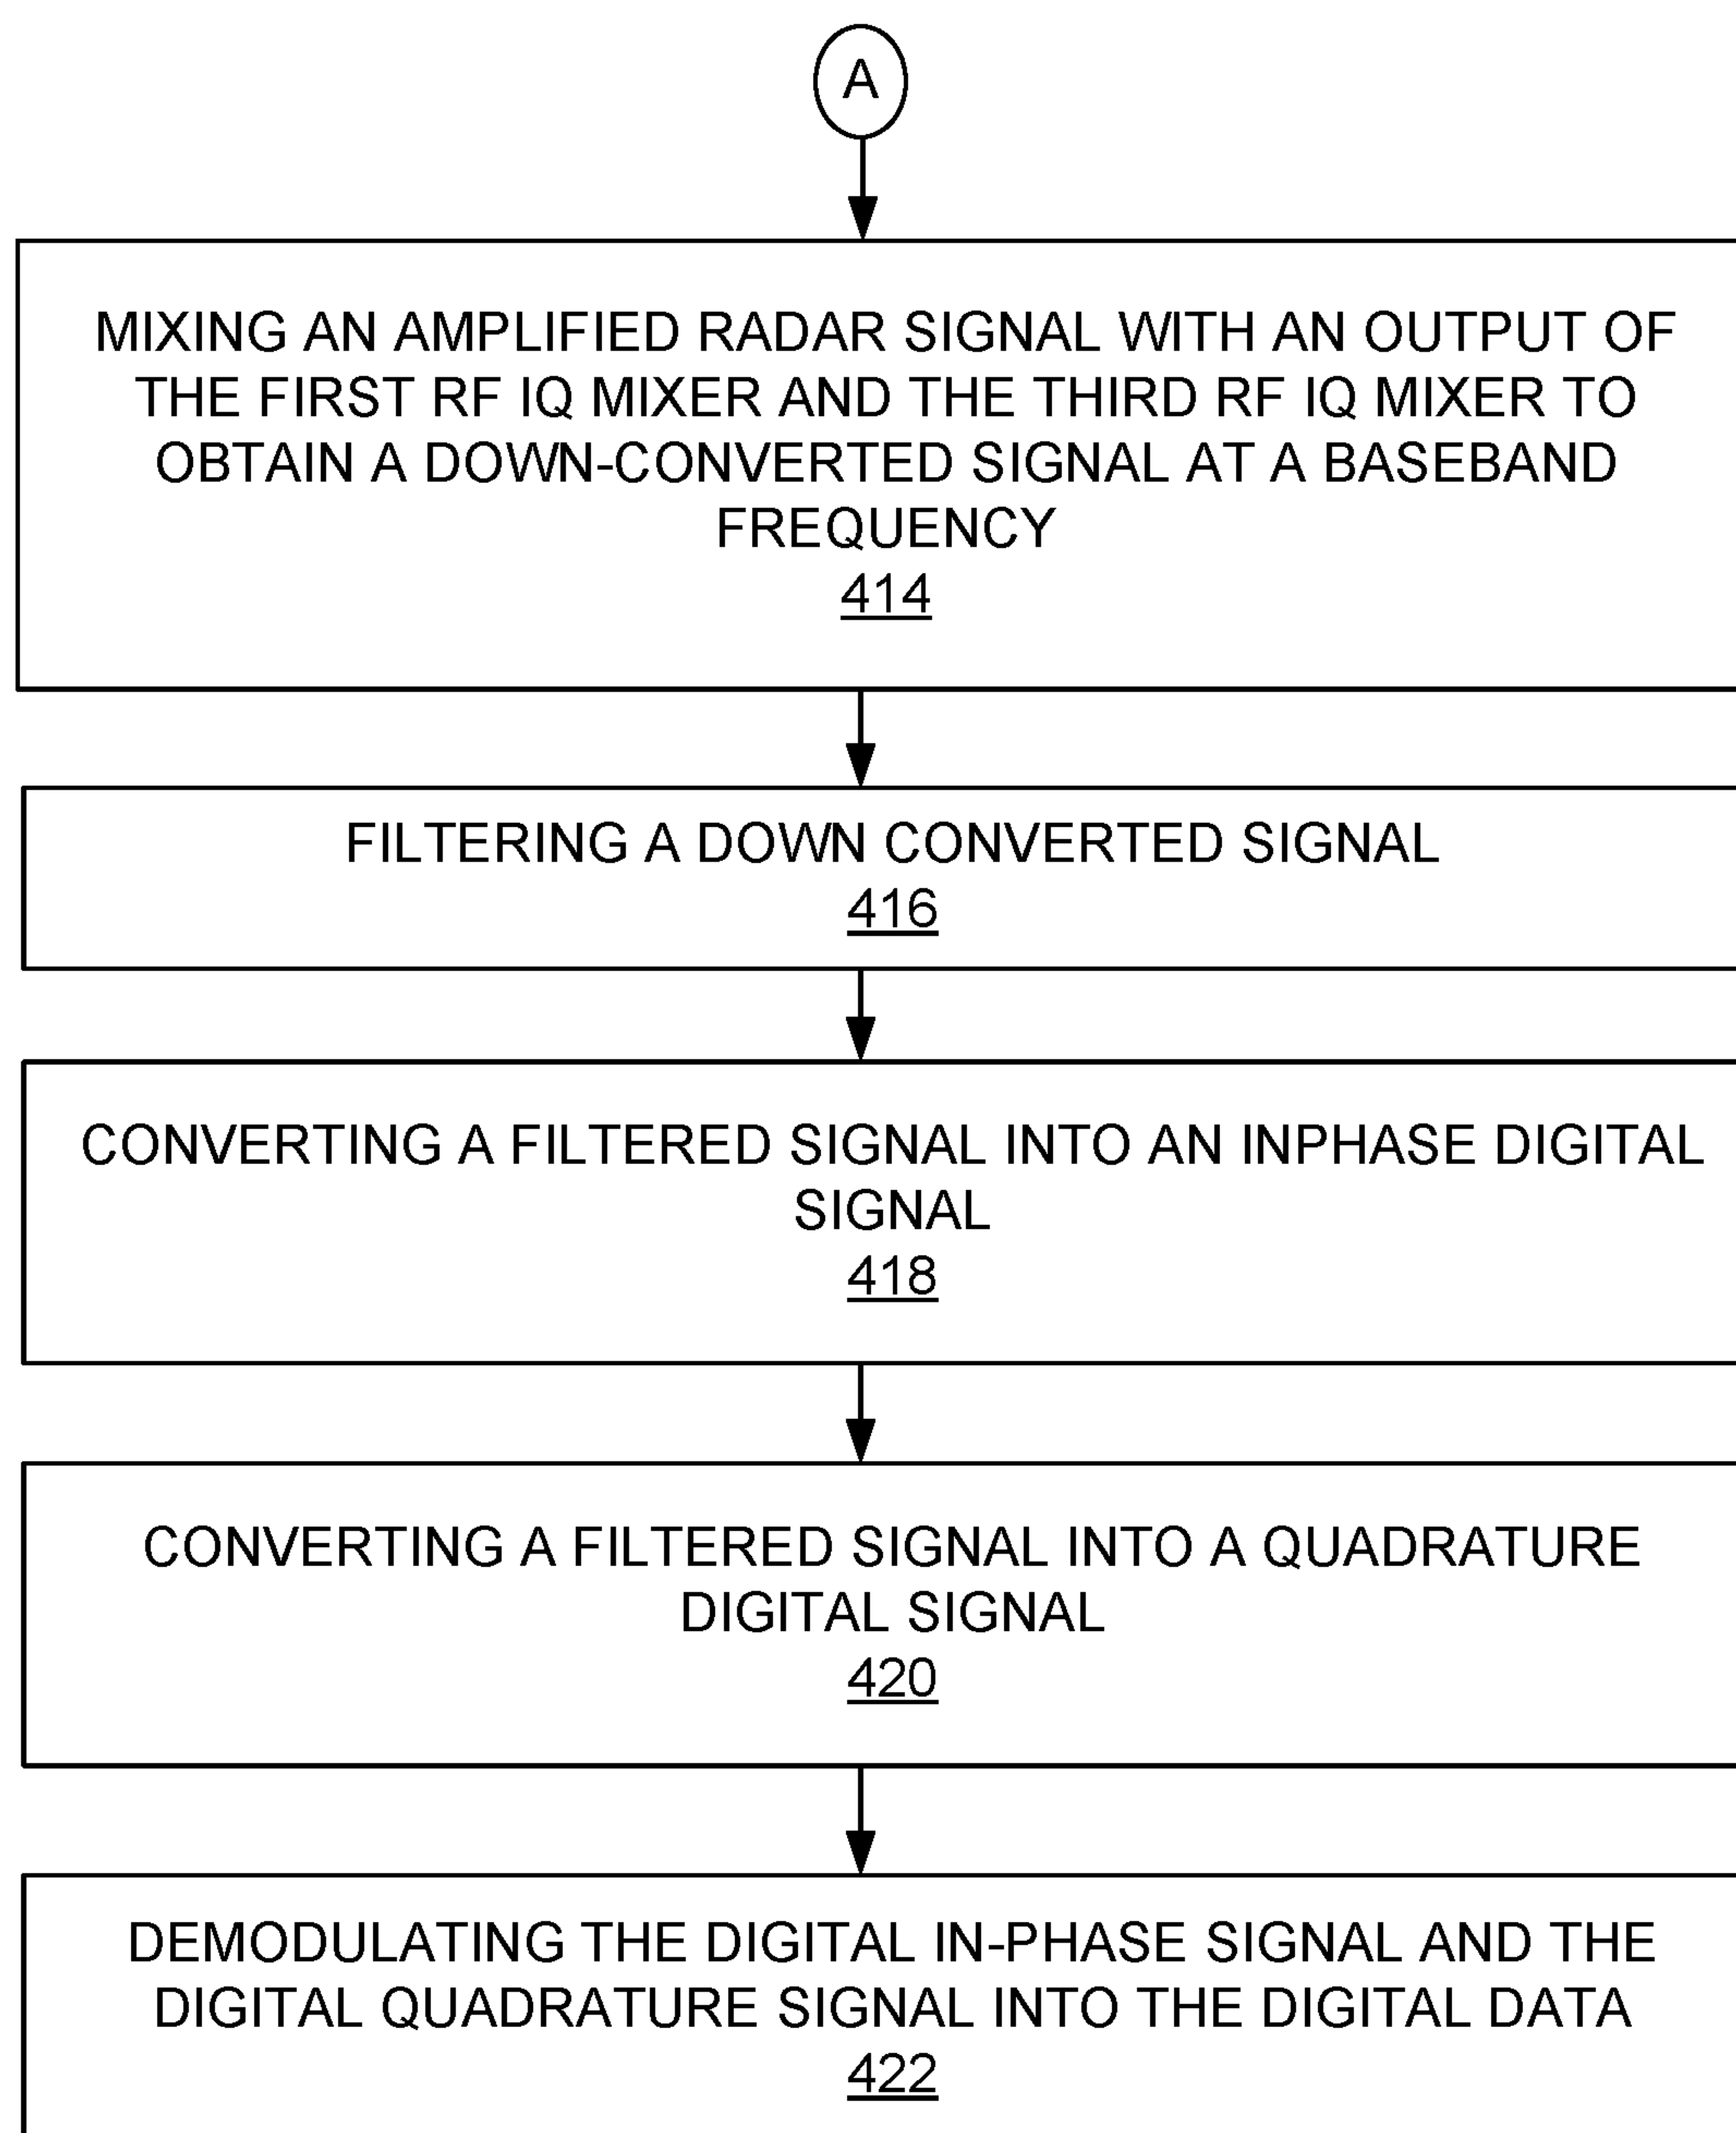 A
MIXING AN AMPLIFIED RADAR SIGNAL WITH AN OUTPUT OF
THE FIRST RF IQ MIXER AND THE THIRD RF IQ MIXER TO
OBTAIN A DOWN-CONVERTED SIGNAL AT A BASEBAND
FREQUENCY
414
FILTERING A DOWN CONVERTED SIGNAL
416
CONVERTING A FILTERED SIGNAL INTO AN INPHASE DIGITAL
SIGNAL
418
CONVERTING A FILTERED SIGNAL INTO A QUADRATURE
DIGITAL SIGNAL
420
DEMODULATING THE DIGITAL IN-PHASE SIGNAL AND THE
DIGITAL QUADRATURE SIGNAL INTO THE DIGITAL DATA
422